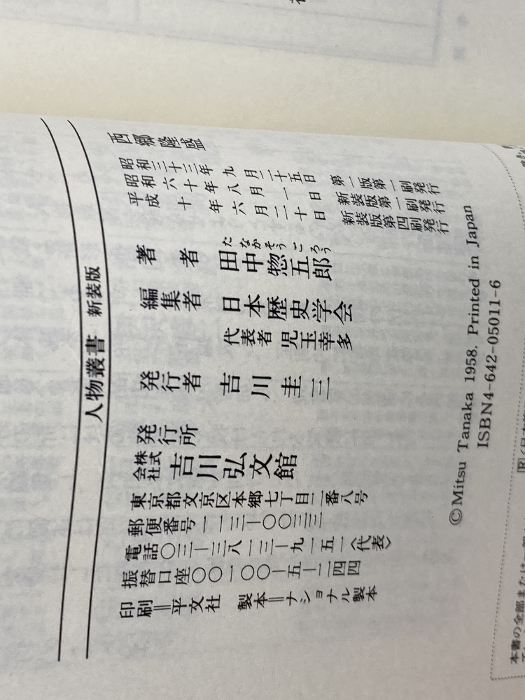 人物叢書 新装版
西郷隆盛
昭和三十三年九月二十五日 第一版第一刷発行
昭和六十年八月一日 新装版第一刷発行
平成十年六月二十日 新装版第四刷発行
著者 田中惣五郎
たなかそうごろう
編集者 日本歴史学会
代表者 児玉幸多
発行者 吉川圭三
発行所
株式会社 吉川弘文館
東京都文京区本郷七丁目二番八号
郵便番号一一三―〇〇三三
電話〇三―三八一三―九一五一〈代表〉
振替口座〇〇一〇〇―五―二四四
印刷=平文社 製本=ナショナル製本
©Mitsu Tanaka 1958. Printed in Japan
ISBN4-642-05011-6